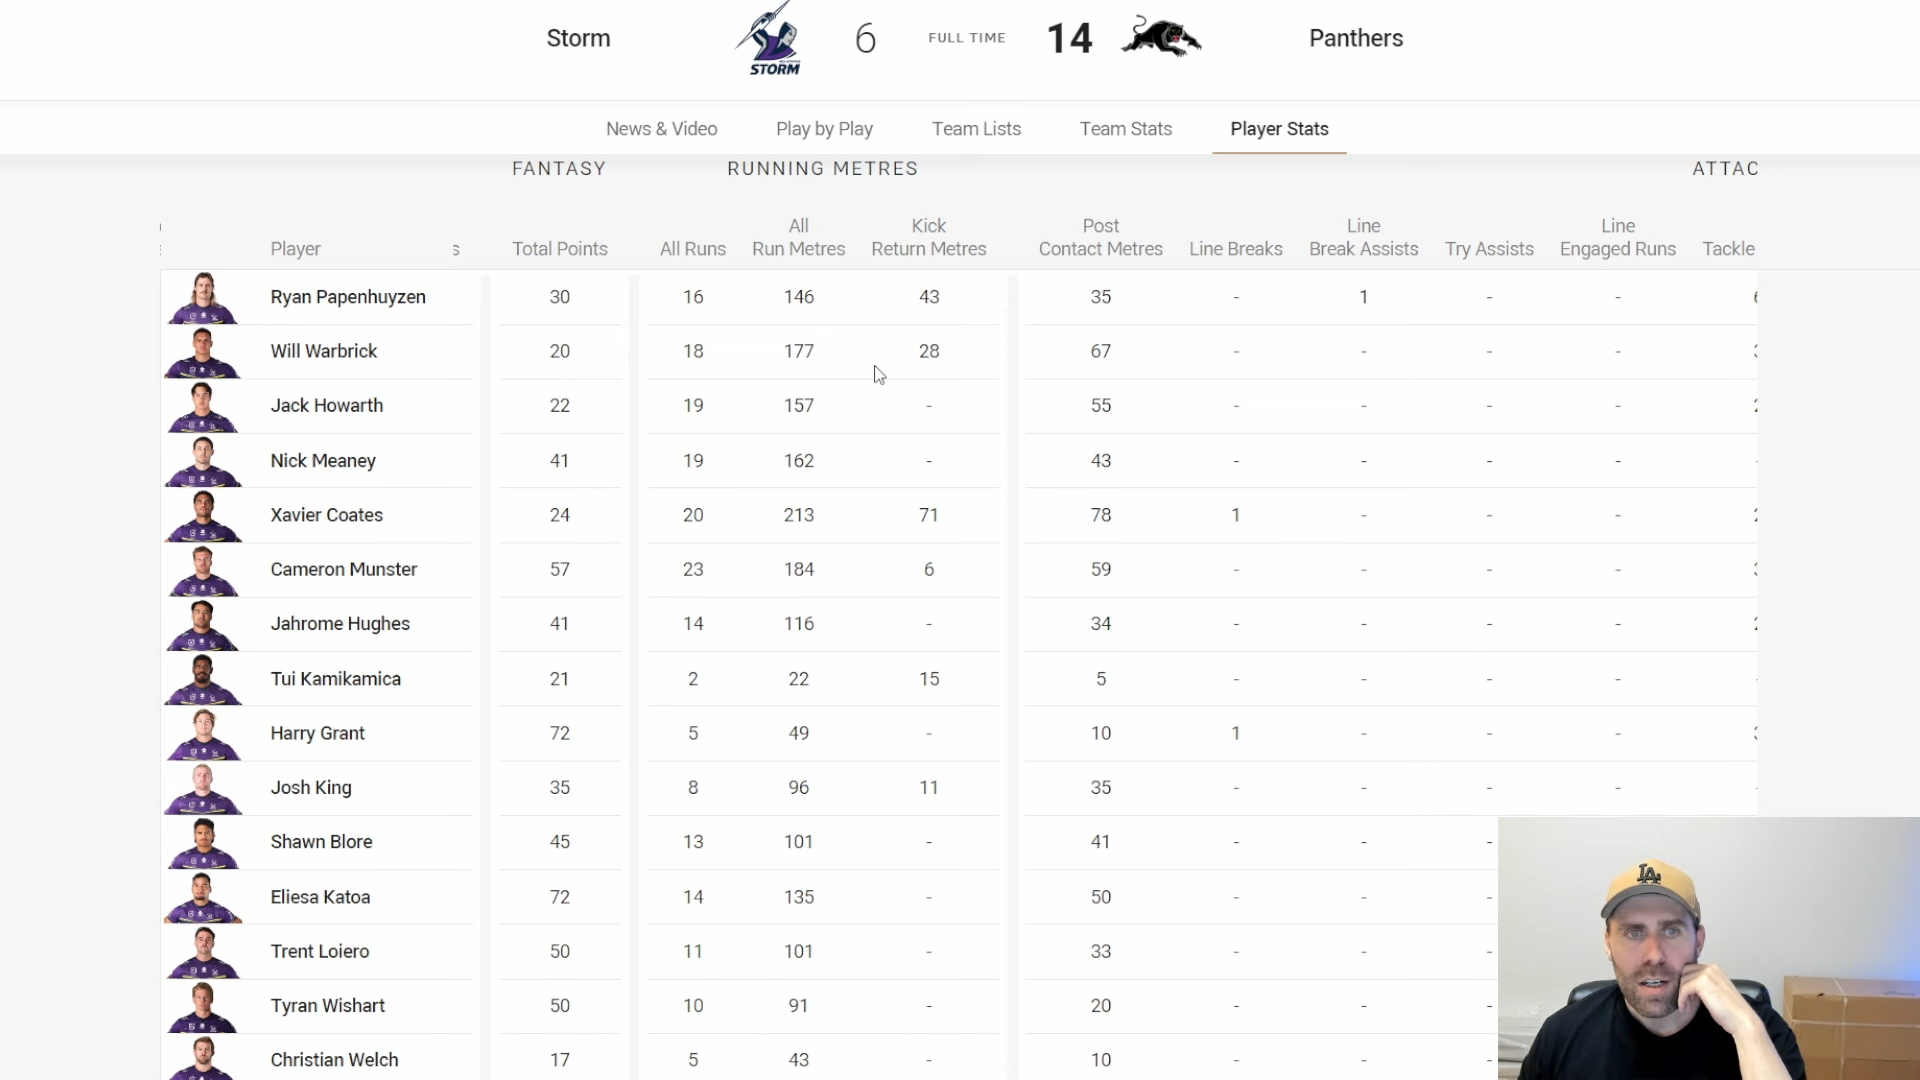 Storm
STORM
6
FULL TIME
14
Panthers
News & Video
Play by Play
Team Lists
Team Stats
Player Stats
FANTASY
RUNNING METRES
ATTAC
Player
s
Total Points
All Runs
All Run Metres
Kick Return Metres
Post Contact Metres
Line Breaks
Line Break Assists
Try Assists
Line Engaged Runs
Tackle
Ryan Papenhuyzen 30 16 146 43 35 - 1 - -
Will Warbrick 20 18 177 28 67 - - - -
Jack Howarth 22 19 157 - 55 - - - -
Nick Meaney 41 19 162 - 43 - - - -
Xavier Coates 24 20 213 71 78 1 - - -
Cameron Munster 57 23 184 6 59 - - - -
Jahrome Hughes 41 14 116 - 34 - - - -
Tui Kamikamica 21 2 22 15 5 - - - -
Harry Grant 72 5 49 - 10 1 - - -
Josh King 35 8 96 11 35 - - - -
Shawn Blore 45 13 101 - 41 - - -
Eliesa Katoa 72 14 135 - 50 - - -
Trent Loiero 50 11 101 - 33 - - -
Tyran Wishart 50 10 91 - 20 - - -
Christian Welch 17 5 43 - 10 - - -
LA